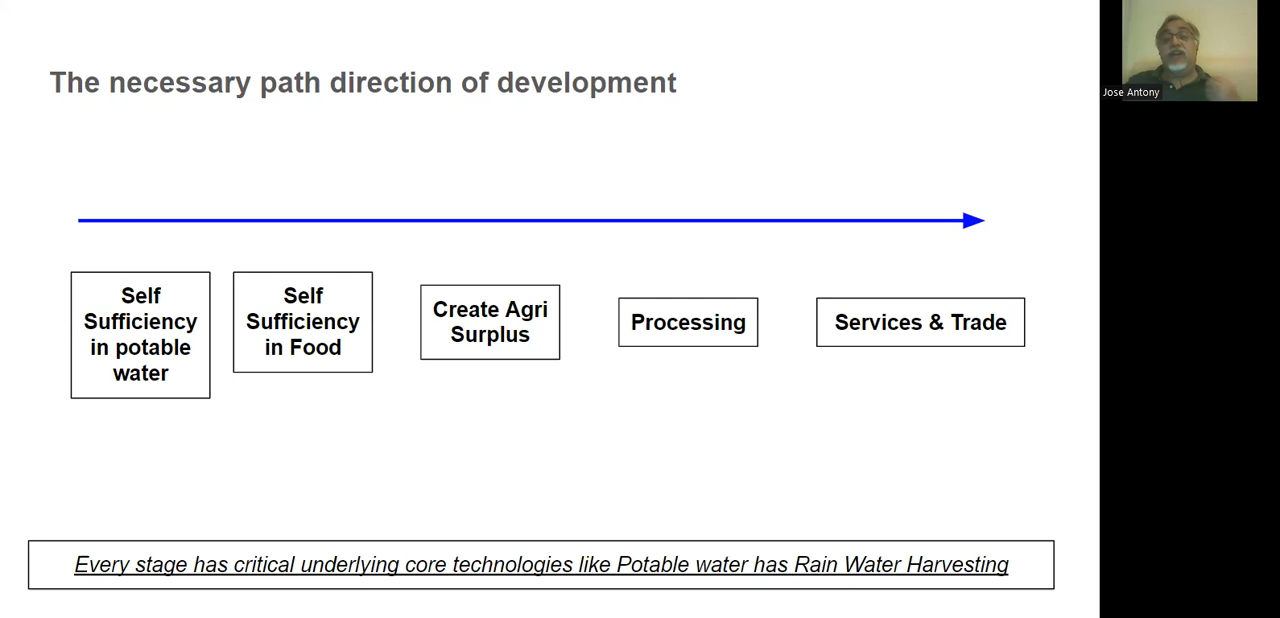 The necessary path direction of development
Jose Antony
Self
Sufficiency
in potable
water
Self
Sufficiency
in Food
Create Agri
Surplus
Processing
Services & Trade
Every stage has critical underlying core technologies like Potable water has Rain Water Harvesting